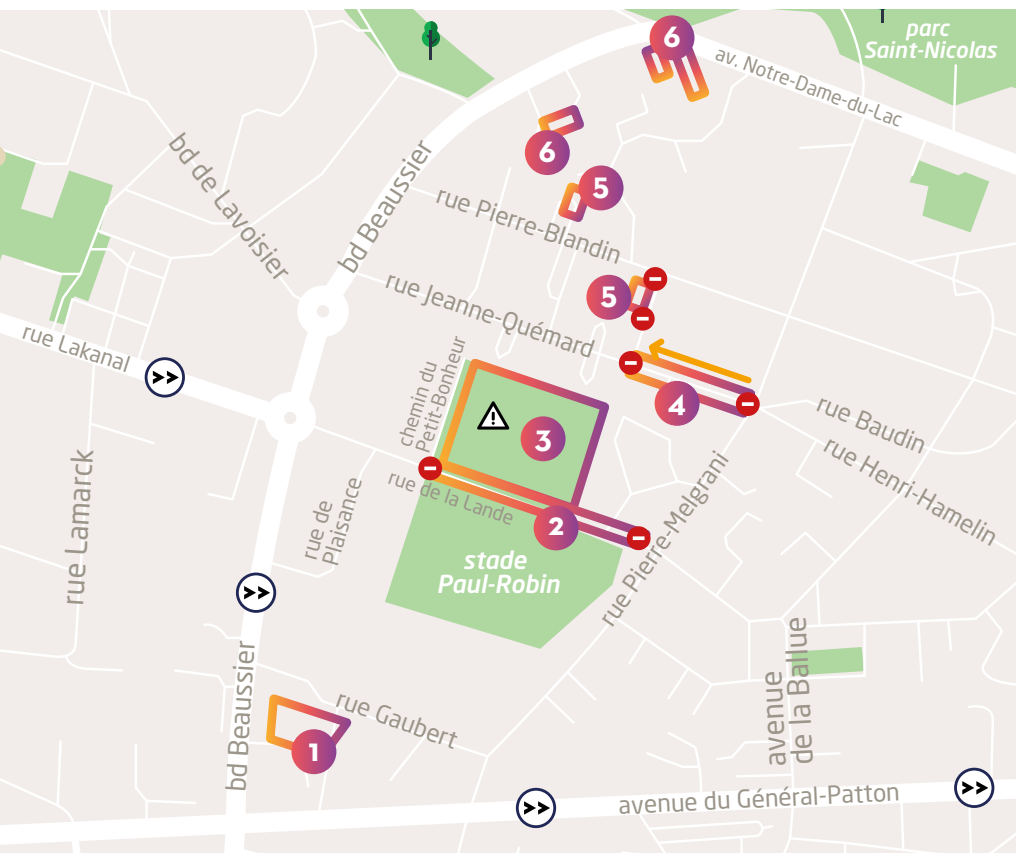 6
parc
Saint-Nicolas
av. Notre-Dame-du-Lac
6
5
bd de Lavoisier
bd Beaussier
rue Pierre-Blandin
rue Jeanne-Quémard
5
rue Lakanal
chemin du
Petit-Bonheur
3
4
rue Baudin
rue Henri-Hamelin
rue Lamarck
rue de
Plaisance
rue de la Lande
2
stade
Paul-Robin
rue Pierre-Melgrani
avenue
de la Ballue
bd Beaussier
rue Gaubert
1
avenue du Général-Patton